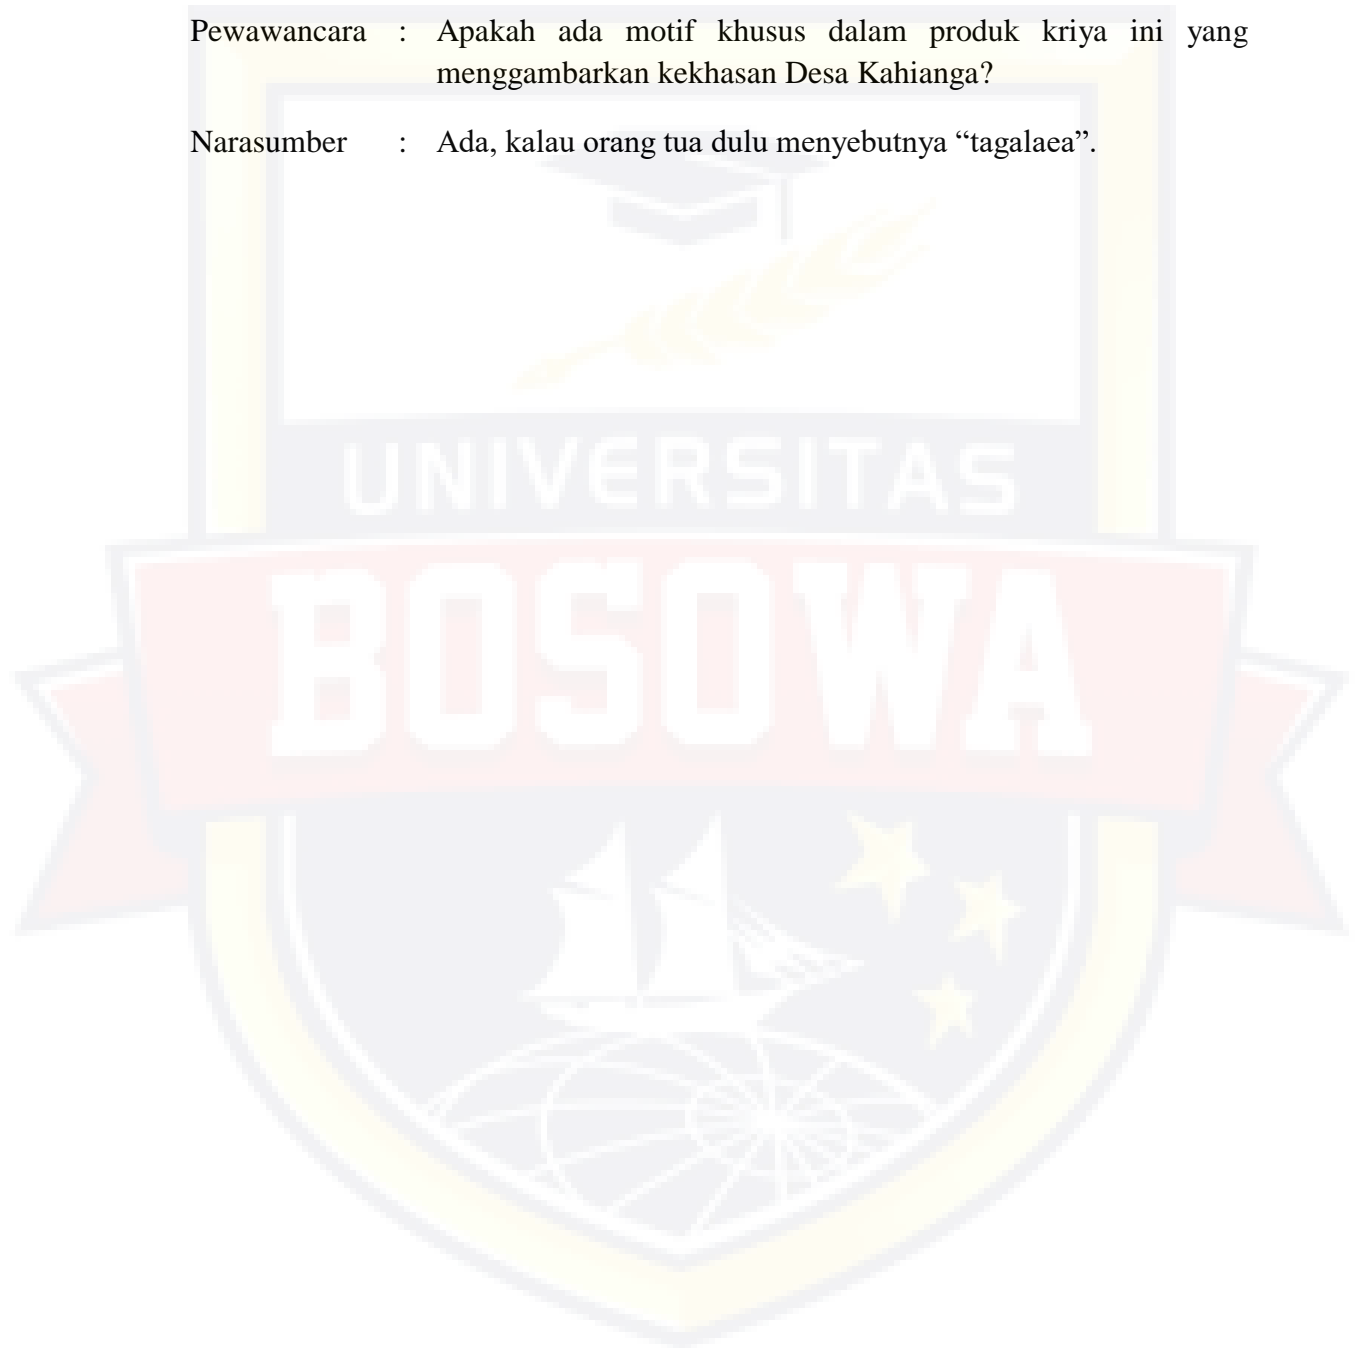 Pewawancara : Apakah ada motif khusus dalam produk kriya ini yang
menggambarkan kekhasan Desa Kahianga?
Narasumber : Ada, kalau orang tua dulu menyebutnya “tagalaea”.
UNIVERSITAS
BOSOWA